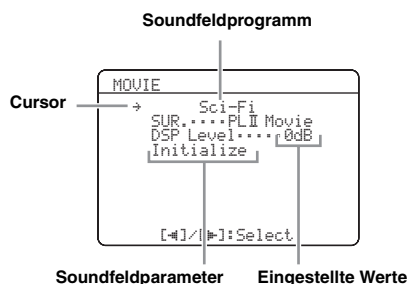 Soundfeldprogramm
MOVIE
Cursor
→ Sci-Fi
SUR.····PLⅡ Movie
DSP Level····0dB
Initialize
[◀]/[▶]:Select
Soundfeldparameter Eingestellte Werte